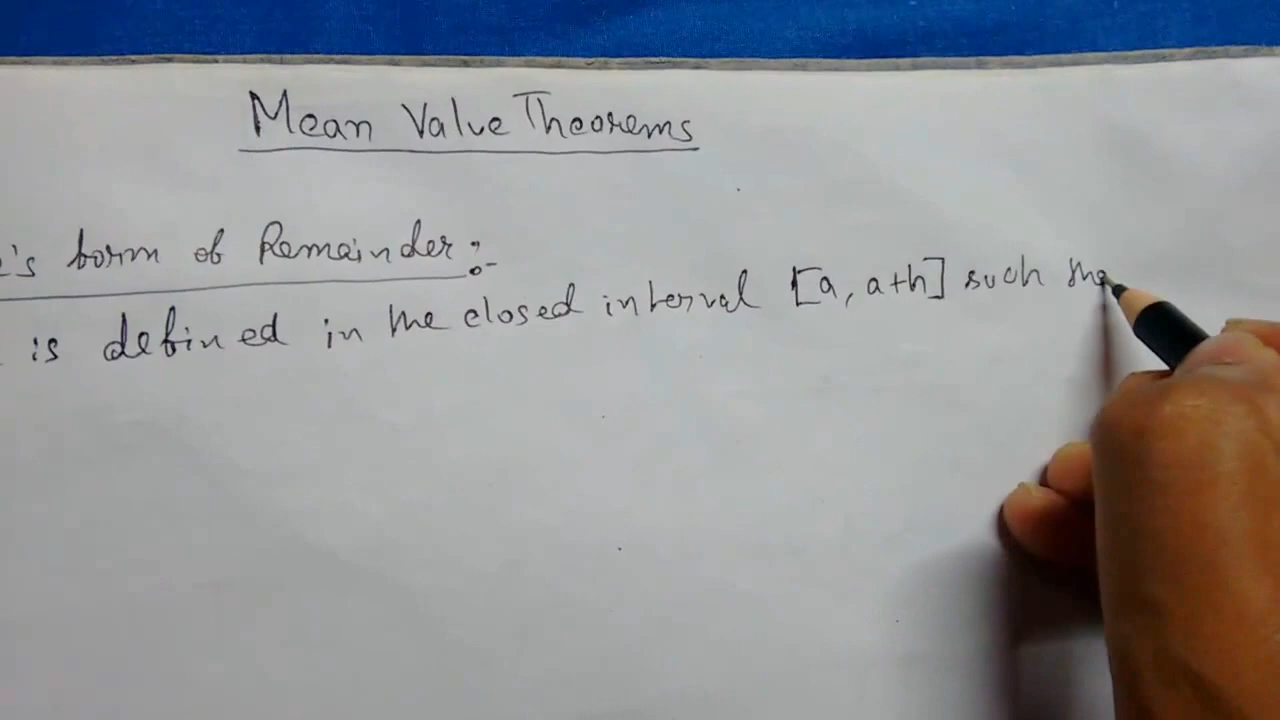 Mean Value Theorems
's form of Remainder :-
is defined in the closed interval [a, a+h] such